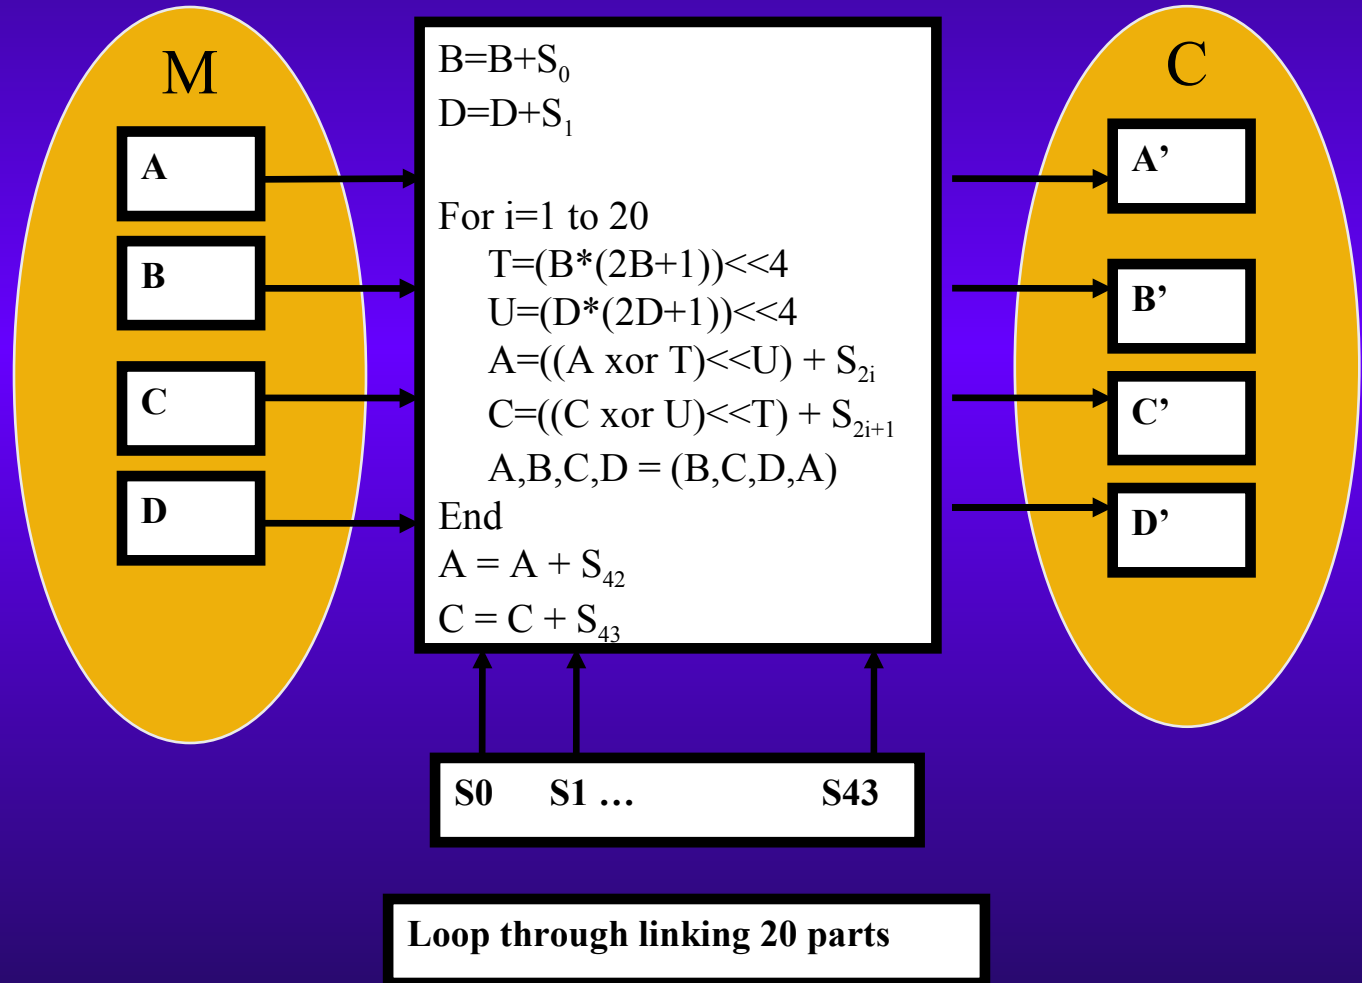 M
A
B
C
D
B=B+S₀
D=D+S₁
For i=1 to 20
T=(B*(2B+1))<<4
U=(D*(2D+1))<<4
A=((A xor T)<<U) + S₂ᵢ
C=((C xor U)<<T) + S₂ᵢ₊₁
A,B,C,D = (B,C,D,A)
End
A = A + S₄₂
C = C + S₄₃
C
A’
B’
C’
D’
S0 S1 … S43
Loop through linking 20 parts